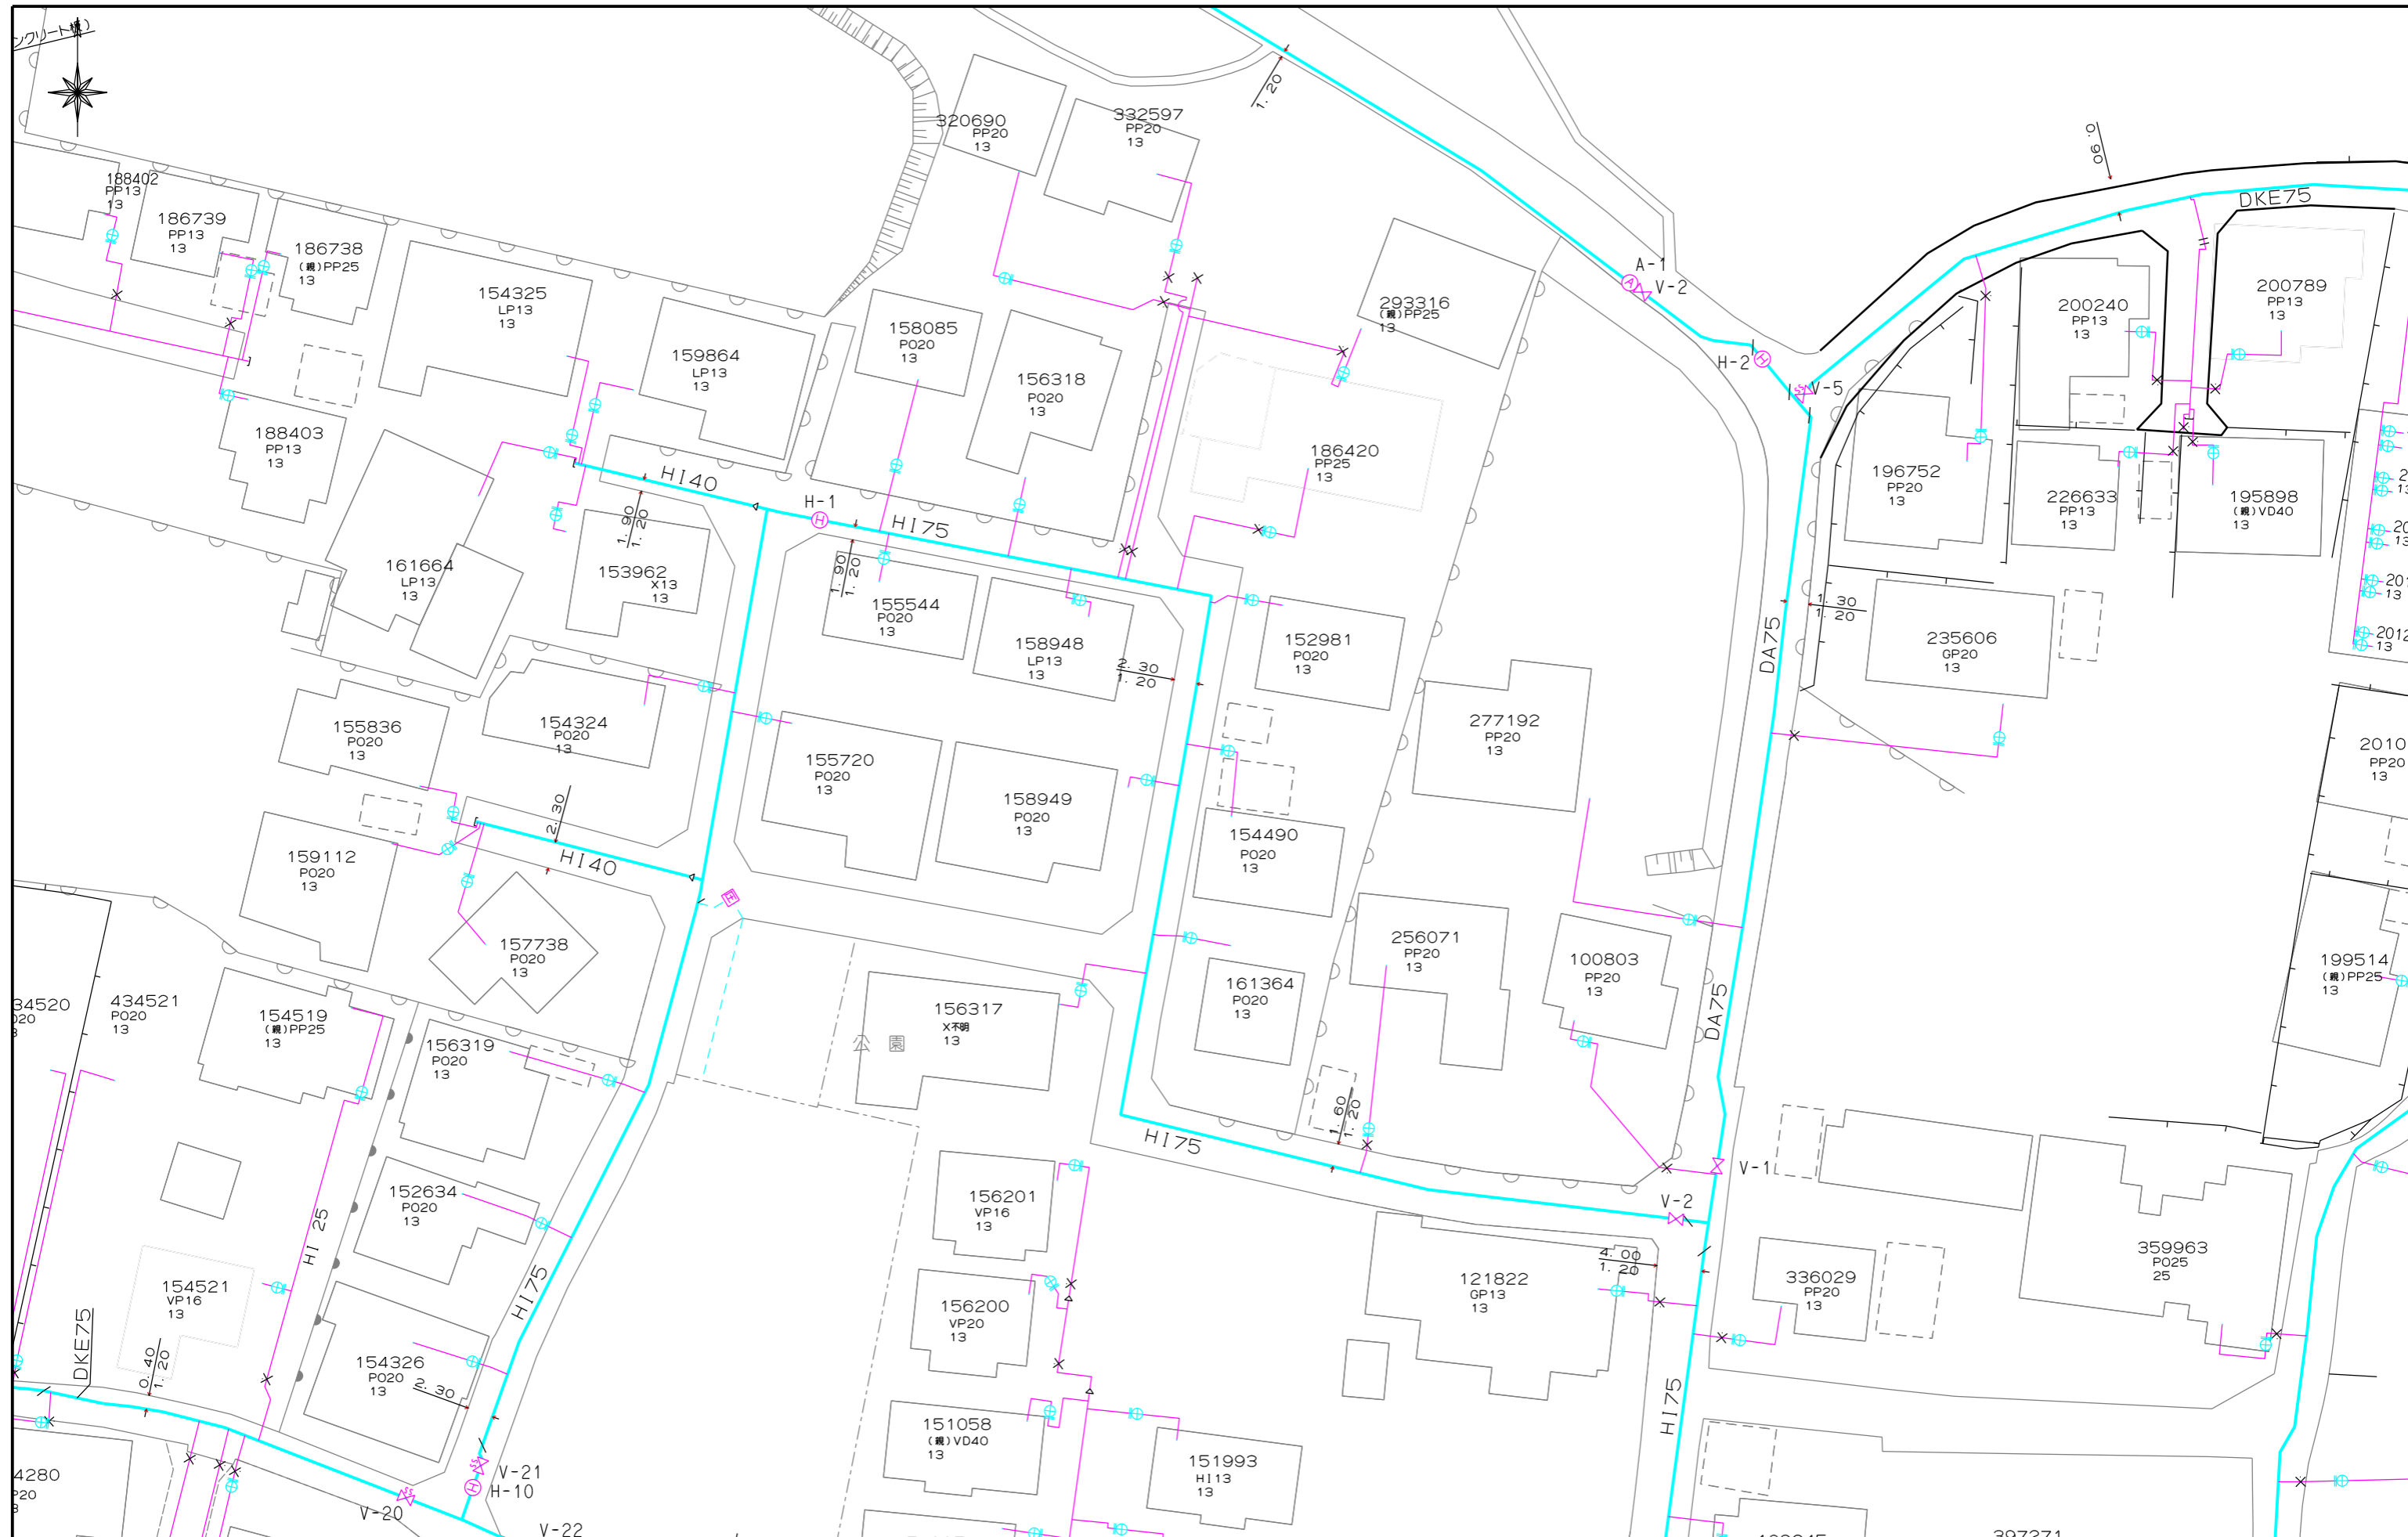 ンクリート橋)
1. 20
320690
PP20
13
332597
PP20
13
0. 90
188402
PP13
13
186739
PP13
13
186738
(親)PP25
13
DKE75
A-1
V-2
154325
LP13
13
293316
(親)PP25
13
200240
PP13
13
200789
PP13
13
158085
PO20
13
159864
LP13
13
156318
PO20
13
H-2
V-5
188403
PP13
13
186420
PP25
13
196752
PP20
13
226633
PP13
13
195898
(親)VD40
13
HI40
H-1
HI75
1. 90
1. 20
1. 90
1. 20
161664
LP13
13
153962
X13
13
155544
PO20
13
158948
LP13
13
2. 30
1. 20
152981
PO20
13
DA75
1. 30
1. 20
235606
GP20
13
2012
13
155836
PO20
13
154324
PO20
13
155720
PO20
13
277192
PP20
13
2010
PP20
13
158949
PO20
13
2. 30
HI40
159112
PO20
13
154490
PO20
13
157738
PO20
13
256071
PP20
13
100803
PP20
13
199514
(親)PP25
13
161364
PO20
13
34520
434521
PO20
13
154519
(親)PP25
13
156317
X不明
13
公園
DA75
156319
PO20
13
1. 60
1. 20
HI75
V-1
152634
PO20
13
156201
VP16
13
V-2
HI 25
4. 00
1. 20
359963
PO25
25
154521
VP16
13
HI75
156200
VP20
13
121822
GP13
13
336029
PP20
13
DKE75
0. 40
1. 20
154326
PO20
13
2. 30
HI75
151058
(親)VD40
13
151993
HI13
13
4280
V-21
H-10
V-20
V-22